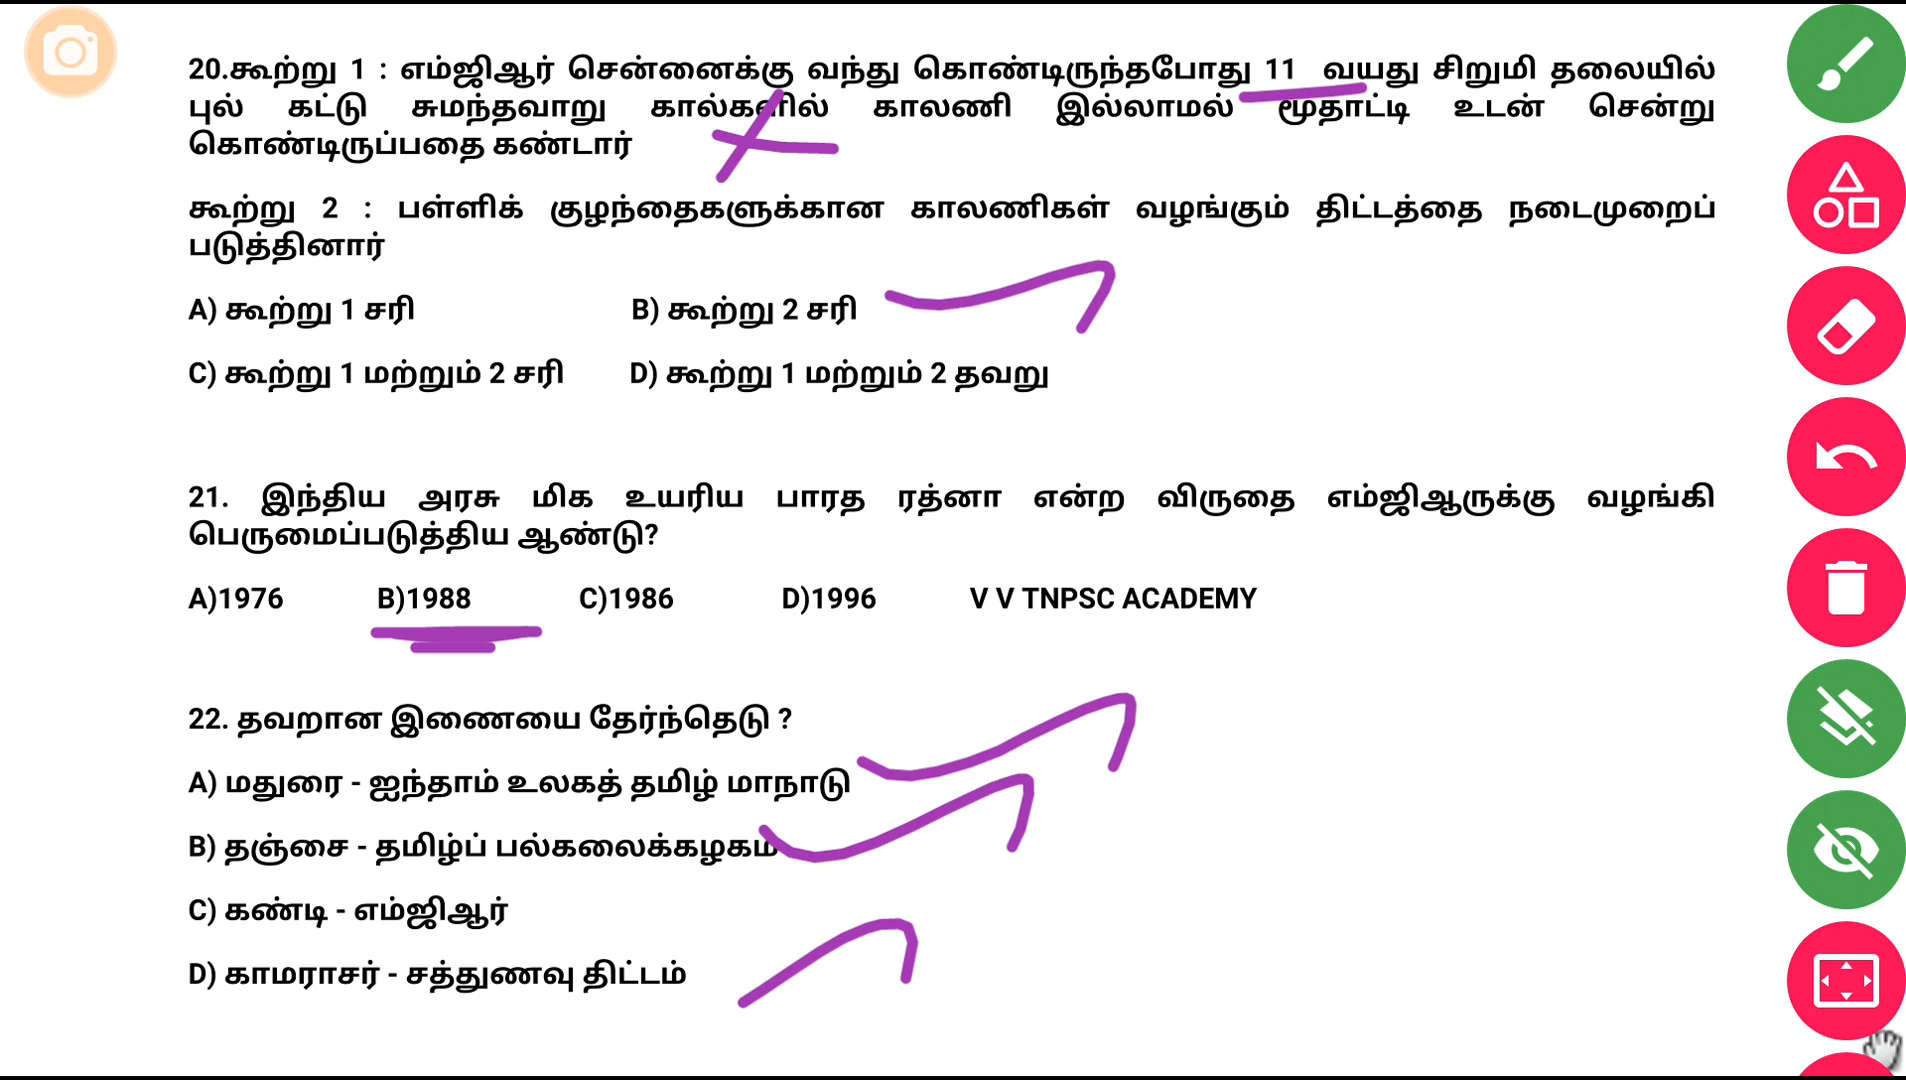 20.கூற்று 1 : எம்ஜிஆர் சென்னைக்கு வந்து கொண்டிருந்தபோது 11 வயது சிறுமி தலையில்
புல் கட்டு சுமந்தவாறு கால்களில் காலணி இல்லாமல் மூதாட்டி உடன் சென்று
கொண்டிருப்பதை கண்டார்
கூற்று 2 : பள்ளிக் குழந்தைகளுக்கான காலணிகள் வழங்கும் திட்டத்தை நடைமுறைப்
படுத்தினார்
A) கூற்று 1 சரி B) கூற்று 2 சரி
C) கூற்று 1 மற்றும் 2 சரி D) கூற்று 1 மற்றும் 2 தவறு
21. இந்திய அரசு மிக உயரிய பாரத ரத்னா என்ற விருதை எம்ஜிஆருக்கு வழங்கி
பெருமைப்படுத்திய ஆண்டு?
A)1976 B)1988 C)1986 D)1996 V V TNPSC ACADEMY
22. தவறான இணையை தேர்ந்தெடு ?
A) மதுரை - ஐந்தாம் உலகத் தமிழ் மாநாடு
B) தஞ்சை - தமிழ்ப் பல்கலைக்கழகம்
C) கண்டி - எம்ஜிஆர்
D) காமராசர் - சத்துணவு திட்டம்